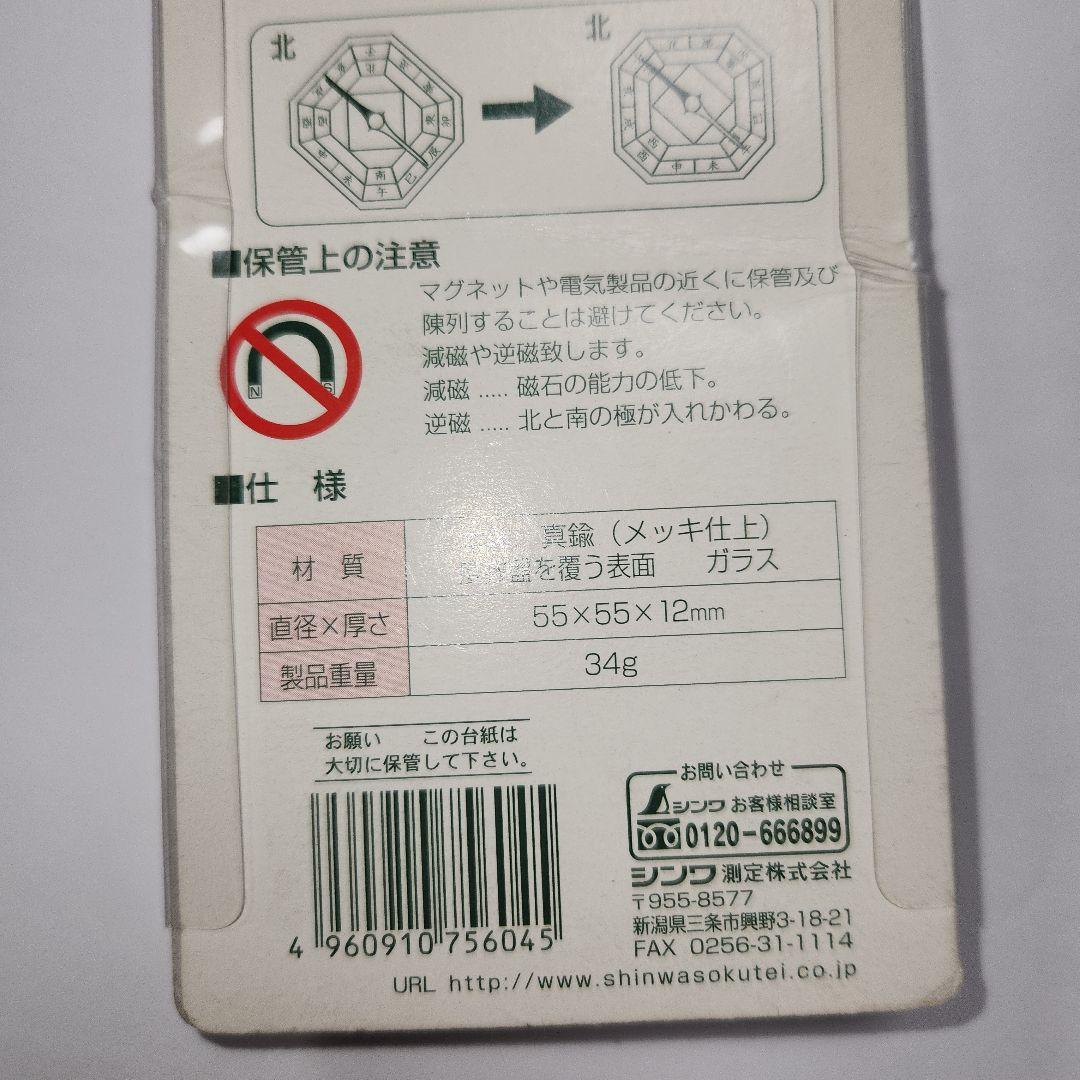 北
北
■保管上の注意
マグネットや電気製品の近くに保管及び
陳列することは避けてください。
減磁や逆磁致します。
減磁 ..... 磁石の能力の低下。
逆磁 ..... 北と南の極が入れかわる。
N S
■仕 様
材 質
真鍮（メッキ仕上）
を覆う表面 ガラス
直径×厚さ 55×55×12mm
製品重量 34g
お願い この台紙は
大切に保管して下さい。
4 960910 756045
お問い合わせ
シンワ お客様相談室
0120-666899
シンワ測定株式会社
〒955-8577
新潟県三条市興野3-18-21
FAX 0256-31-1114
URL http://www.shinwasokutei.co.jp